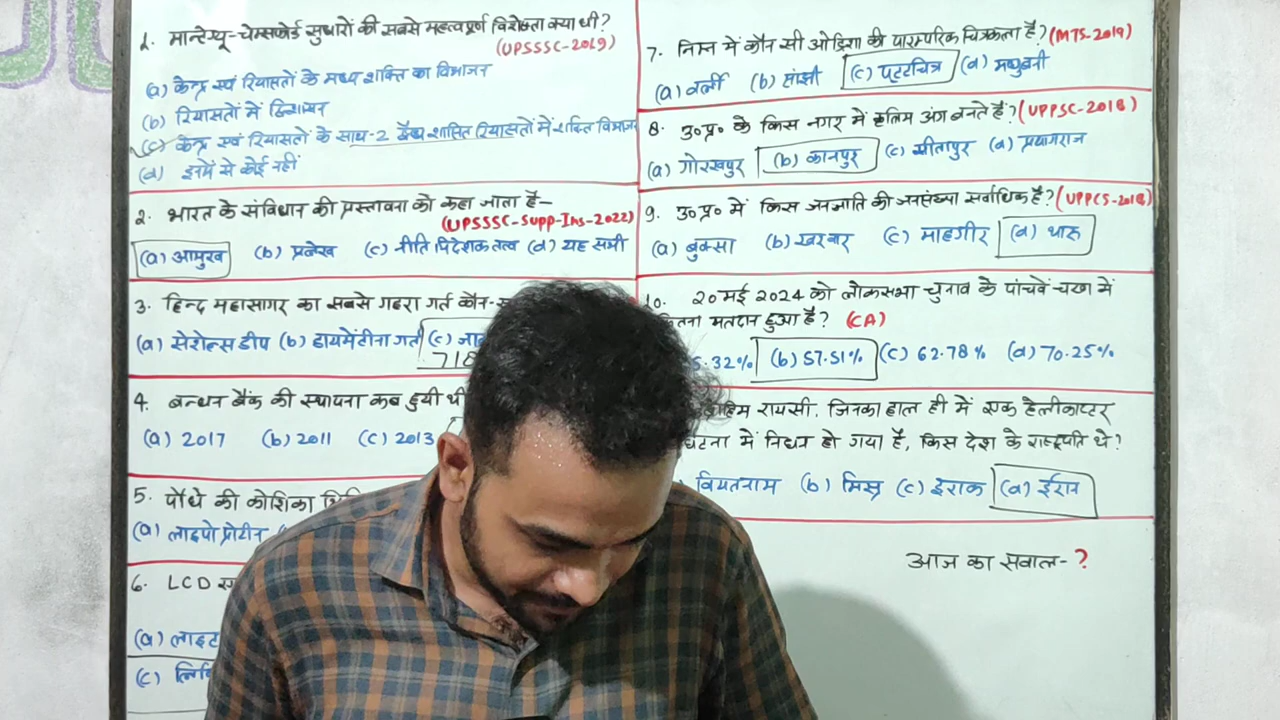 1. मान्टेग्यू-चेम्सफोर्ड सुधारों की सबसे महत्वपूर्ण विशेषता क्या थी?
(UPSSSC-2019)
(a) केन्द्र एवं रियासतों के मध्य शक्ति का विभाजन
(b) रियासतों में द्विशासन
(c) केन्द्र एवं रियासतों के साथ-2 द्वैध शासित रियासतों में शक्ति विभाजन
(d) इनमें से कोई नहीं
2. भारत के संविधान की प्रस्तावना को कहा जाता है-
(UPSSSC-Supp-Ins-2022)
(a) आमुख (b) प्रलेख (c) नीति निदेशक तत्व (d) यह सभी
3. हिन्द महासागर का सबसे गहरा गर्त कौन-
(a) सेशेल्स डीप (b) डायमेंटीना गर्त (c)
718
4. बन्धन बैंक की स्थापना कब हुयी थी
(a) 2017 (b) 2011 (c) 2013
5. पौधे की कोशिका
(a) लाइपो प्रोटीन
6. LCD
(a) लाइट
(c)
7. निम्न में कौन सी ओडिशा की पारम्परिक चित्रकला है? (MTS-2019)
(a) वर्ली (b) सांझी (c) पट्टचित्र (d) मधुबनी
8. उ०प्र० के किस नगर में कृत्रिम अंग बनते हैं? (UPPSC-2018)
(a) गोरखपुर (b) कानपुर (c) सीतापुर (d) प्रयागराज
9. उ०प्र० में किस जनजाति की जनसंख्या सर्वाधिक है? (UPPCS-2018)
(a) बुक्सा (b) खरवार (c) माहगीर (d) थारू
10. 20 मई 2024 को लोकसभा चुनाव के पांचवें चरण में
मतदान हुआ है? (CA)
.32% (b) 57.51% (c) 62.78% (d) 70.25%
रायसी, जिनका हाल ही में एक हेलीकाप्टर
में निधन हो गया है, किस देश के राष्ट्रपति थे?
वियतनाम (b) मिस्र (c) इराक (d) ईरान
आज का सवाल-?